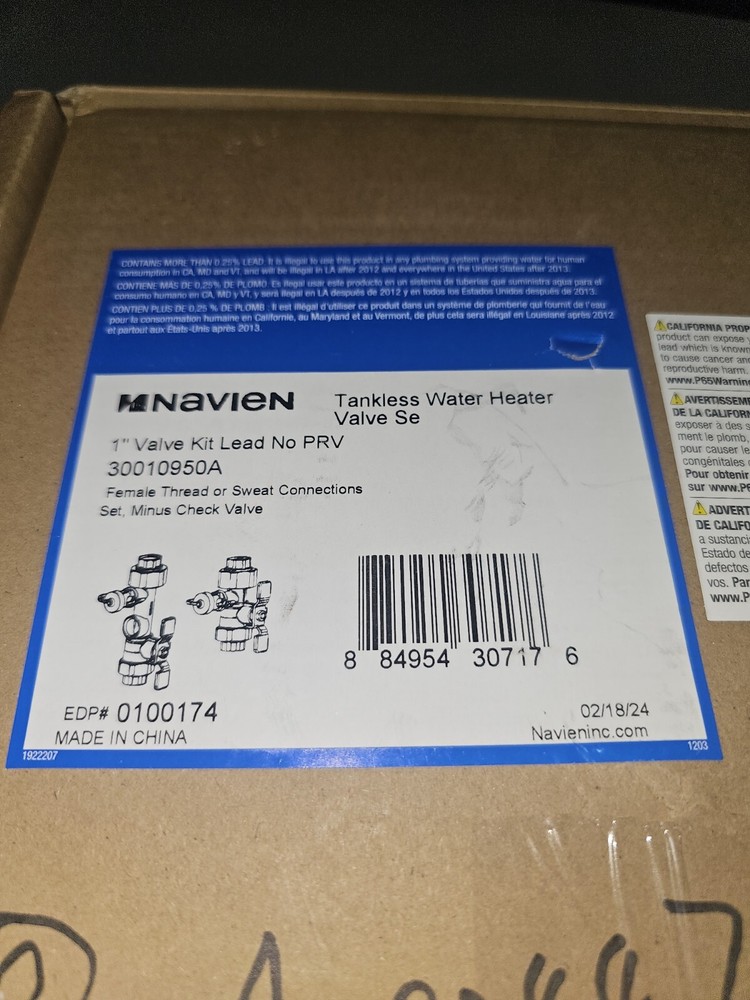 CONTAINS MORE THAN 0.25% LEAD. It is illegal to use this product in any plumbing system providing water for human
consumption in CA, MD and VT, and will be illegal in LA after 2012 and everywhere in the United States after 2013.
CONTIENE MÁS DE 0,25% DE PLOMO. Es ilegal usar este producto en un sistema de tuberías que suministra agua para el
consumo humano en CA, MD y VT, y será ilegal en LA después de 2012 y en todos los Estados Unidos después de 2013.
CONTIEN PLUS DE 0,25 % DE PLOMB : Il est illégal d'utiliser ce produit dans un système de plomberie qui fournit de l'eau
pour la consommation humaine en Californie, au Maryland et au Vermont, de plus cela sera illégal en Louisiane après 2012
et partout aux États-Unis après 2013.
NAVIEN
Tankless Water Heater
Valve Se
1" Valve Kit Lead No PRV
30010950A
Female Thread or Sweat Connections
Set, Minus Check Valve
8 84954 30717 6
EDP# 0100174
02/18/24
MADE IN CHINA
Navieninc.com
1922207
1203
CALIFORNIA PROP
product can expose
lead which is known
to cause cancer and
reproductive harm.
www.P65Warnin
AVERTISSEME
DE LA CALIFORN
exposer à des s
ment le plomb,
pour causer le
congénitales
Pour obtenir
sur www.P6
ADVERT
DE CALIFO
a sustanci
Estado de
defectos
vos. Par
www.P